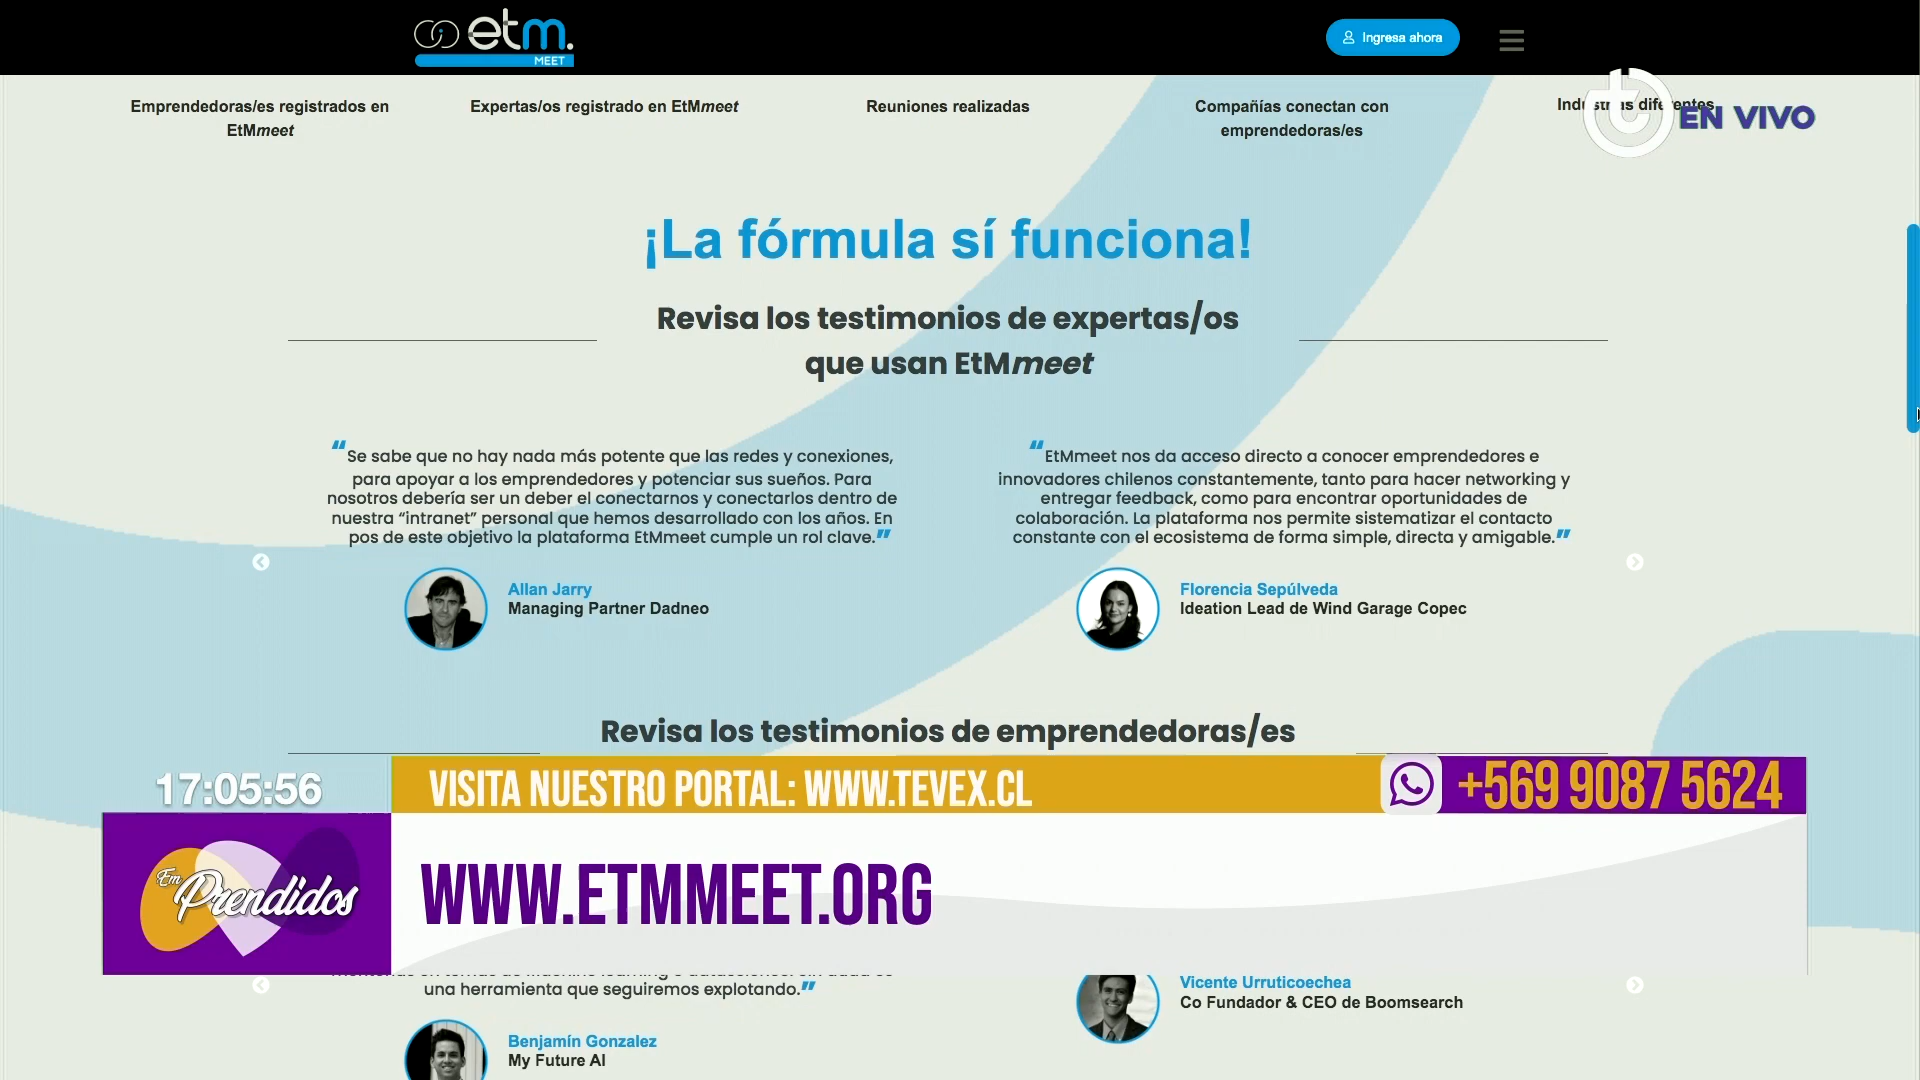 etm.
MEET
Ingresa ahora
Emprendedoras/es registrados en
EtMmeet
Expertas/os registrado en EtMmeet
Reuniones realizadas
Compañías conectan con
emprendedoras/es
Industrias diferentes
EN VIVO
¡La fórmula sí funciona!
Revisa los testimonios de expertas/os
que usan EtMmeet
“Se sabe que no hay nada más potente que las redes y conexiones,
para apoyar a los emprendedores y potenciar sus sueños. Para
nosotros debería ser un deber el conectarnos y conectarlos dentro de
nuestra “intranet” personal que hemos desarrollado con los años. En
pos de este objetivo la plataforma EtMmeet cumple un rol clave.”
Allan Jarry
Managing Partner Dadneo
“EtMmeet nos da acceso directo a conocer emprendedores e
innovadores chilenos constantemente, tanto para hacer networking y
entregar feedback, como para encontrar oportunidades de
colaboración. La plataforma nos permite sistematizar el contacto
constante con el ecosistema de forma simple, directa y amigable.”
Florencia Sepúlveda
Ideation Lead de Wind Garage Copec
Revisa los testimonios de emprendedoras/es
17:05:56
VISITA NUESTRO PORTAL: WWW.TEVEX.CL
+569 9087 5624
Em
Prendidos
WWW.ETMMEET.ORG
una herramienta que seguiremos explotando.”
Benjamín Gonzalez
My Future AI
Vicente Urruticoechea
Co Fundador & CEO de Boomsearch